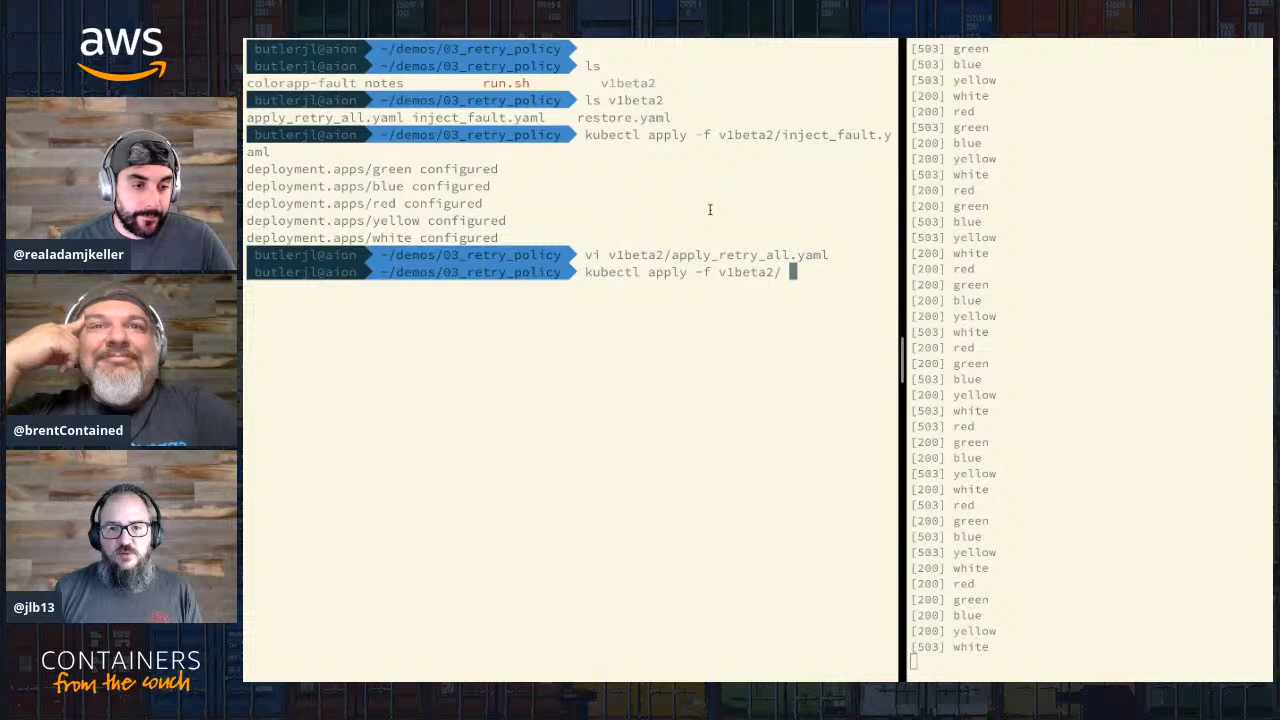 aws
@realadamjkeller
@brentContained
@jlb13
CONTAINERS
from the couch
butlerjl@aion ~/demos/03_retry_policy
butlerjl@aion ~/demos/03_retry_policy ls
colorapp-fault notes run.sh v1beta2
butlerjl@aion ~/demos/03_retry_policy ls v1beta2
apply_retry_all.yaml inject_fault.yaml restore.yaml
butlerjl@aion ~/demos/03_retry_policy kubectl apply -f v1beta2/inject_fault.y
aml
deployment.apps/green configured
deployment.apps/blue configured
deployment.apps/red configured
deployment.apps/yellow configured
deployment.apps/white configured
butlerjl@aion ~/demos/03_retry_policy vi v1beta2/apply_retry_all.yaml
butlerjl@aion ~/demos/03_retry_policy kubectl apply -f v1beta2/
[503] green
[503] blue
[503] yellow
[200] white
[200] red
[503] green
[200] blue
[200] yellow
[503] white
[200] red
[200] green
[503] blue
[503] yellow
[200] white
[200] red
[200] green
[200] blue
[200] yellow
[503] white
[200] red
[200] green
[503] blue
[200] yellow
[503] white
[503] red
[200] green
[200] blue
[503] yellow
[200] white
[503] red
[200] green
[503] blue
[503] yellow
[200] white
[200] red
[200] green
[200] blue
[200] yellow
[503] white